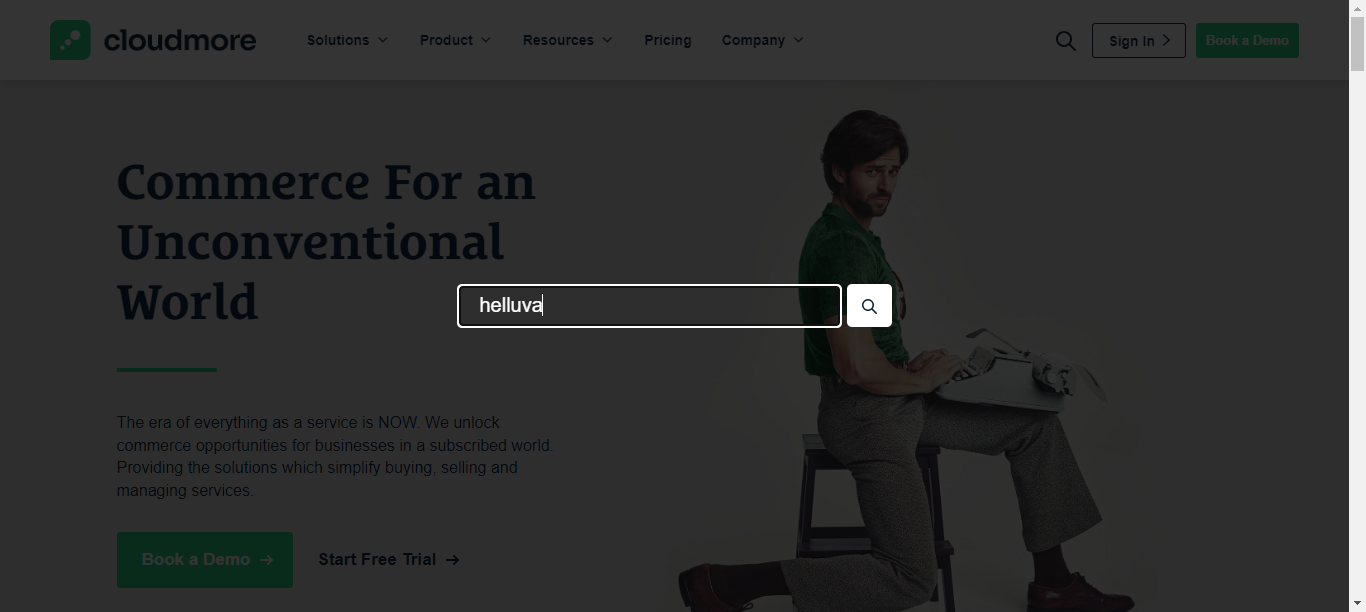 cloudmore
Solutions
Product
Resources
Pricing
Company
Sign In
Book a Demo
Commerce For an
Unconventional
World
helluva
The era of everything as a service is NOW. We unlock
commerce opportunities for businesses in a subscribed world.
Providing the solutions which simplify buying, selling and
managing services.
Book a Demo →
Start Free Trial →